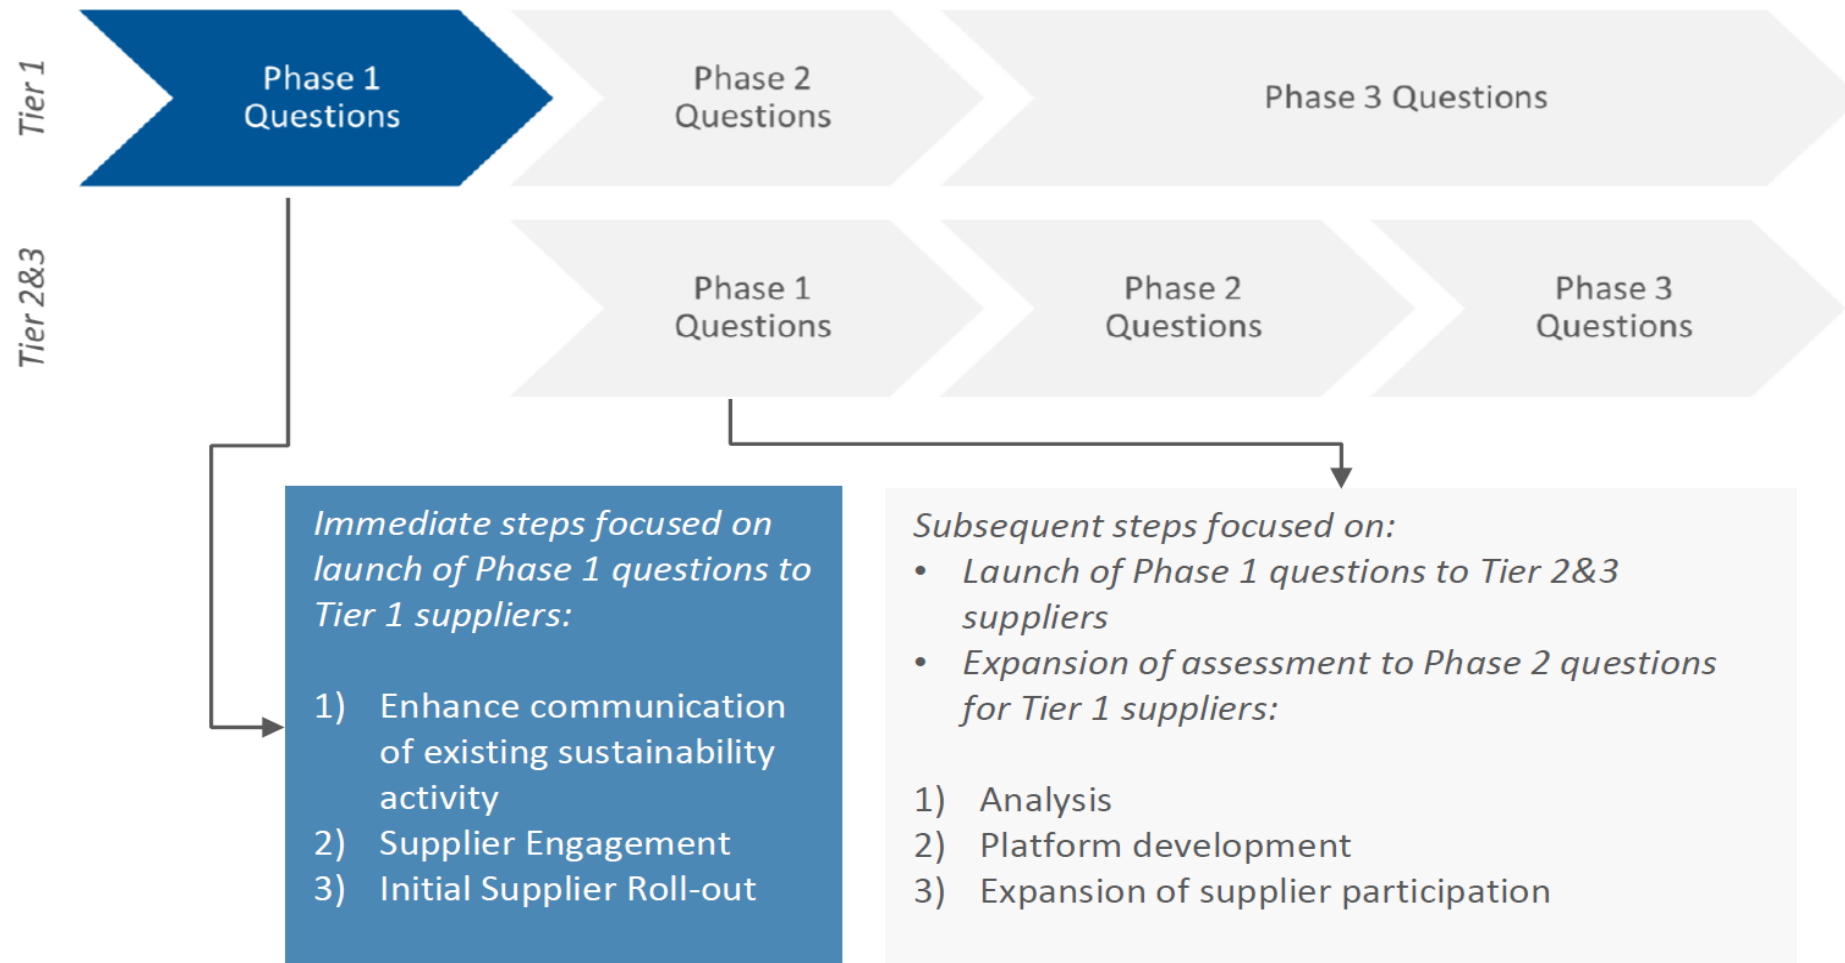 Tier 1
Phase 1
Questions
Phase 2
Questions
Phase 3 Questions
Tier 2&3
Phase 1
Questions
Phase 2
Questions
Phase 3
Questions
Immediate steps focused on
launch of Phase 1 questions to
Tier 1 suppliers:
1) Enhance communication
of existing sustainability
activity
2) Supplier Engagement
3) Initial Supplier Roll-out
Subsequent steps focused on:
• Launch of Phase 1 questions to Tier 2&3
suppliers
• Expansion of assessment to Phase 2 questions
for Tier 1 suppliers:
1) Analysis
2) Platform development
3) Expansion of supplier participation